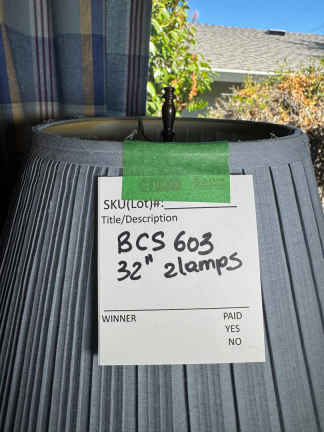 SKU(Lot)#:
Title/Description
BCS 603
32" 2lamps
WINNER PAID
YES
NO